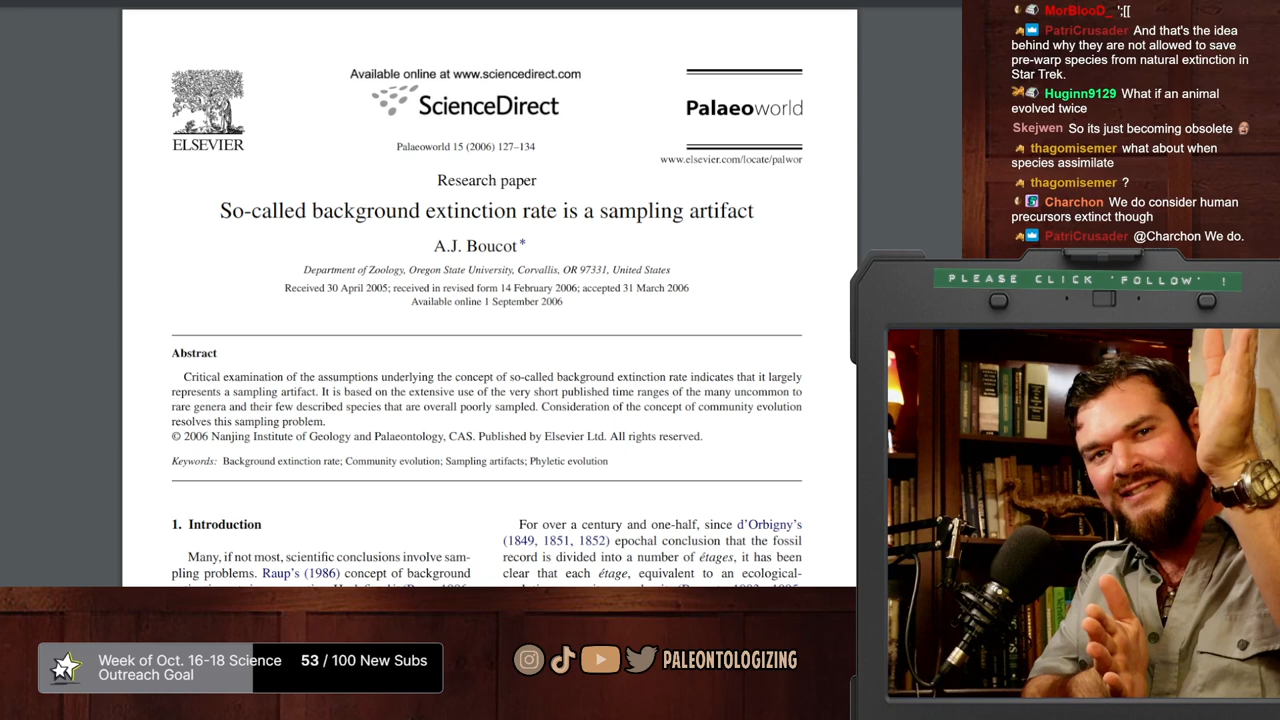 Available online at www.sciencedirect.com
ScienceDirect
ELSEVIER
Palaeoworld
Palaeoworld 15 (2006) 127–134
www.elsevier.com/locate/palwor
Research paper
So-called background extinction rate is a sampling artifact
A.J. Boucot *
Department of Zoology, Oregon State University, Corvallis, OR 97331, United States
Received 30 April 2005; received in revised form 14 February 2006; accepted 31 March 2006
Available online 1 September 2006
Abstract
Critical examination of the assumptions underlying the concept of so-called background extinction rate indicates that it largely
represents a sampling artifact. It is based on the extensive use of the very short published time ranges of the many uncommon to
rare genera and their few described species that are overall poorly sampled. Consideration of the concept of community evolution
resolves this sampling problem.
© 2006 Nanjing Institute of Geology and Palaeontology, CAS. Published by Elsevier Ltd. All rights reserved.
Keywords: Background extinction rate; Community evolution; Sampling artifacts; Phyletic evolution
1. Introduction
Many, if not most, scientific conclusions involve sam-
pling problems. Raup's (1986) concept of background
For over a century and one-half, since d'Orbigny's
(1849, 1851, 1852) epochal conclusion that the fossil
record is divided into a number of étages, it has been
clear that each étage, equivalent to an ecological-
MorBlooD_ ';[[
PatriCrusader And that's the idea
behind why they are not allowed to save
pre-warp species from natural extinction in
Star Trek.
Huginn9129 What if an animal
evolved twice
Skejwen So its just becoming obsolete
thagomisemer what about when
species assimilate
thagomisemer ?
Charchon We do consider human
precursors extinct though
PatriCrusader @Charchon We do.
PLEASE CLICK 'FOLLOW' !
Week of Oct. 16-18 Science
Outreach Goal
53 / 100 New Subs
PALEONTOLOGIZING